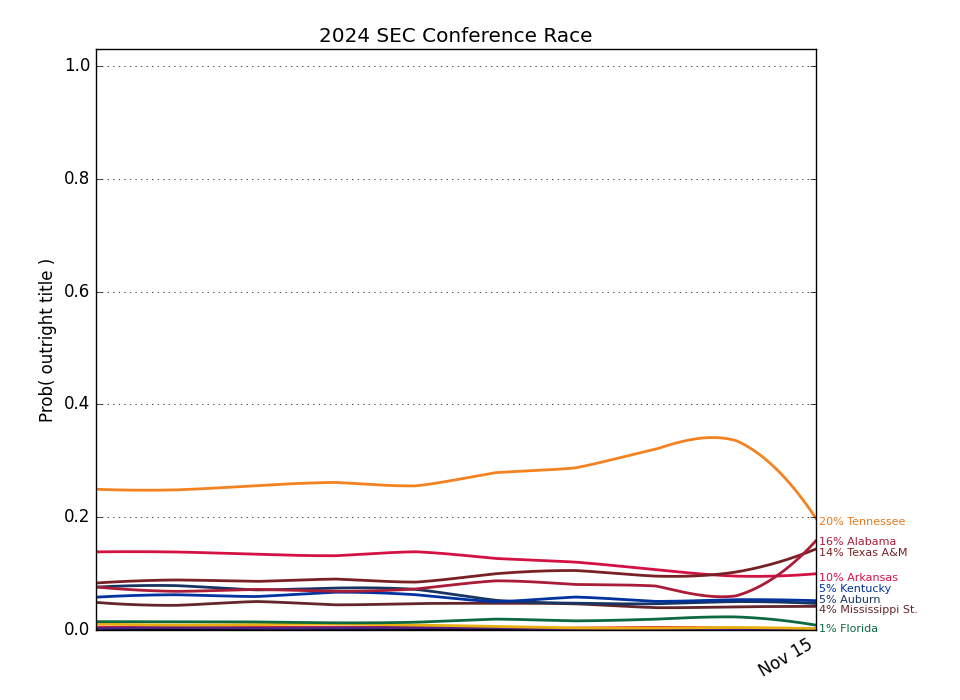 2024 SEC Conference Race
Prob( outright title )
1.0
0.8
0.6
0.4
0.2
0.0
20% Tennessee
16% Alabama
14% Texas A&M
10% Arkansas
5% Kentucky
5% Auburn
4% Mississippi St.
1% Florida
Nov 15